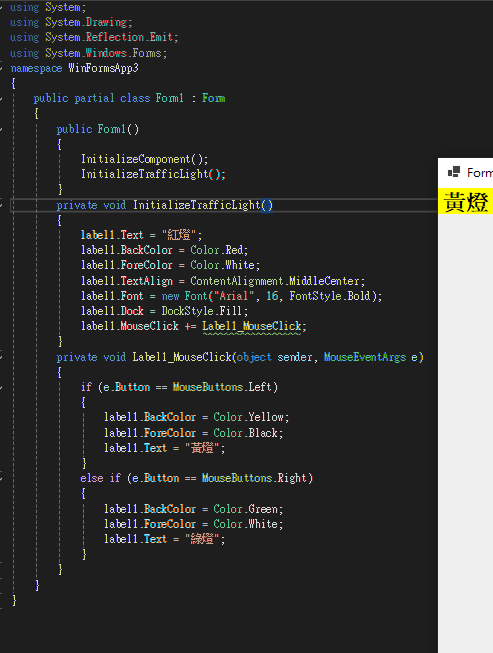 using System;
using System.Drawing;
using System.Reflection.Emit;
using System.Windows.Forms;
namespace WinFormsApp3
{
    public partial class Form1 : Form
    {
        public Form1()
        {
            InitializeComponent();
            InitializeTrafficLight();
        }
        private void InitializeTrafficLight()
        {
            label1.Text = "紅燈";
            label1.BackColor = Color.Red;
            label1.ForeColor = Color.White;
            label1.TextAlign = ContentAlignment.MiddleCenter;
            label1.Font = new Font("Arial", 16, FontStyle.Bold);
            label1.Dock = DockStyle.Fill;
            label1.MouseClick += Label1_MouseClick;
        }
        private void Label1_MouseClick(object sender, MouseEventArgs e)
        {
            if (e.Button == MouseButtons.Left)
            {
                label1.BackColor = Color.Yellow;
                label1.ForeColor = Color.Black;
                label1.Text = "黃燈";
            }
            else if (e.Button == MouseButtons.Right)
            {
                label1.BackColor = Color.Green;
                label1.ForeColor = Color.White;
                label1.Text = "綠燈";
            }
        }
    }
}
Form
黃燈